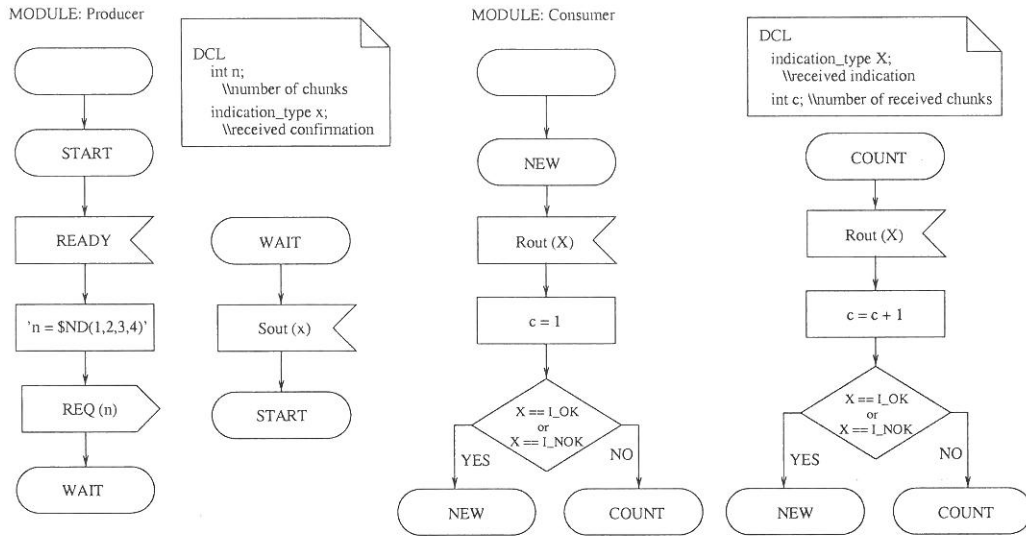 MODULE: Producer
START
READY
'n = $ND(1,2,3,4)'
REQ (n)
WAIT
DCL
int n;
\\number of chunks
indication_type x;
\\received confirmation
WAIT
Sout (x)
START
MODULE: Consumer
NEW
Rout (X)
c = 1
X == I_OK
or
X == I_NOK
YES
NO
NEW
COUNT
DCL
indication_type X;
\\received indication
int c; \\number of received chunks
COUNT
Rout (X)
c = c + 1
X == I_OK
or
X == I_NOK
YES
NO
NEW
COUNT